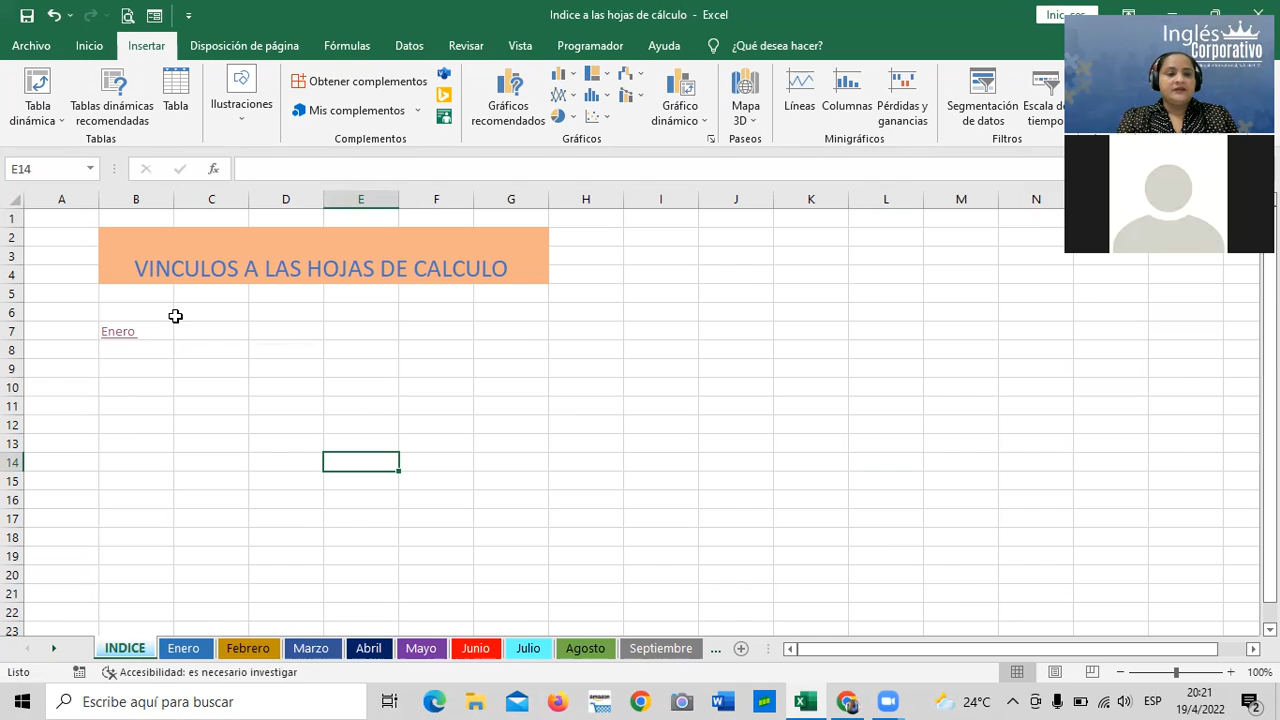 Indice a las hojas de sálculo - Excel
Archivo Inicio Insertar Disposición de página Fórmulas Datos Revisar Vista Programador Ayuda ¿Qué desea hacer?
Tabla dinámica
Tablas dinámicas recomendadas
Tabla
Ilustraciones
Obtener complementos
Mis complementos
Gráficos recomendados
Gráfico dinámico
Mapa 3D
Líneas
Columnas
Pérdidas y ganancias
Segmentación de datos
Escala de
Tablas Complementos Gráficos Paseos Minigráficos Filtros
Inglés
Corporativo
E14
fx
A B C D E F G H I J K L M N
1
2
3
4
VINCULOS A LAS HOJAS DE CALCULO
5
6
7 Enero
8
9
10
11
12
13
14
15
16
17
18
19
20
21
22
23
INDICE Enero Febrero Marzo Abril Mayo Junio Julio Agosto Septiembre ...
Listo Accesibilidad: es necesario investigar 100%
Escribe aquí para buscar
24°C
ESP
20:21
19/4/2022
2